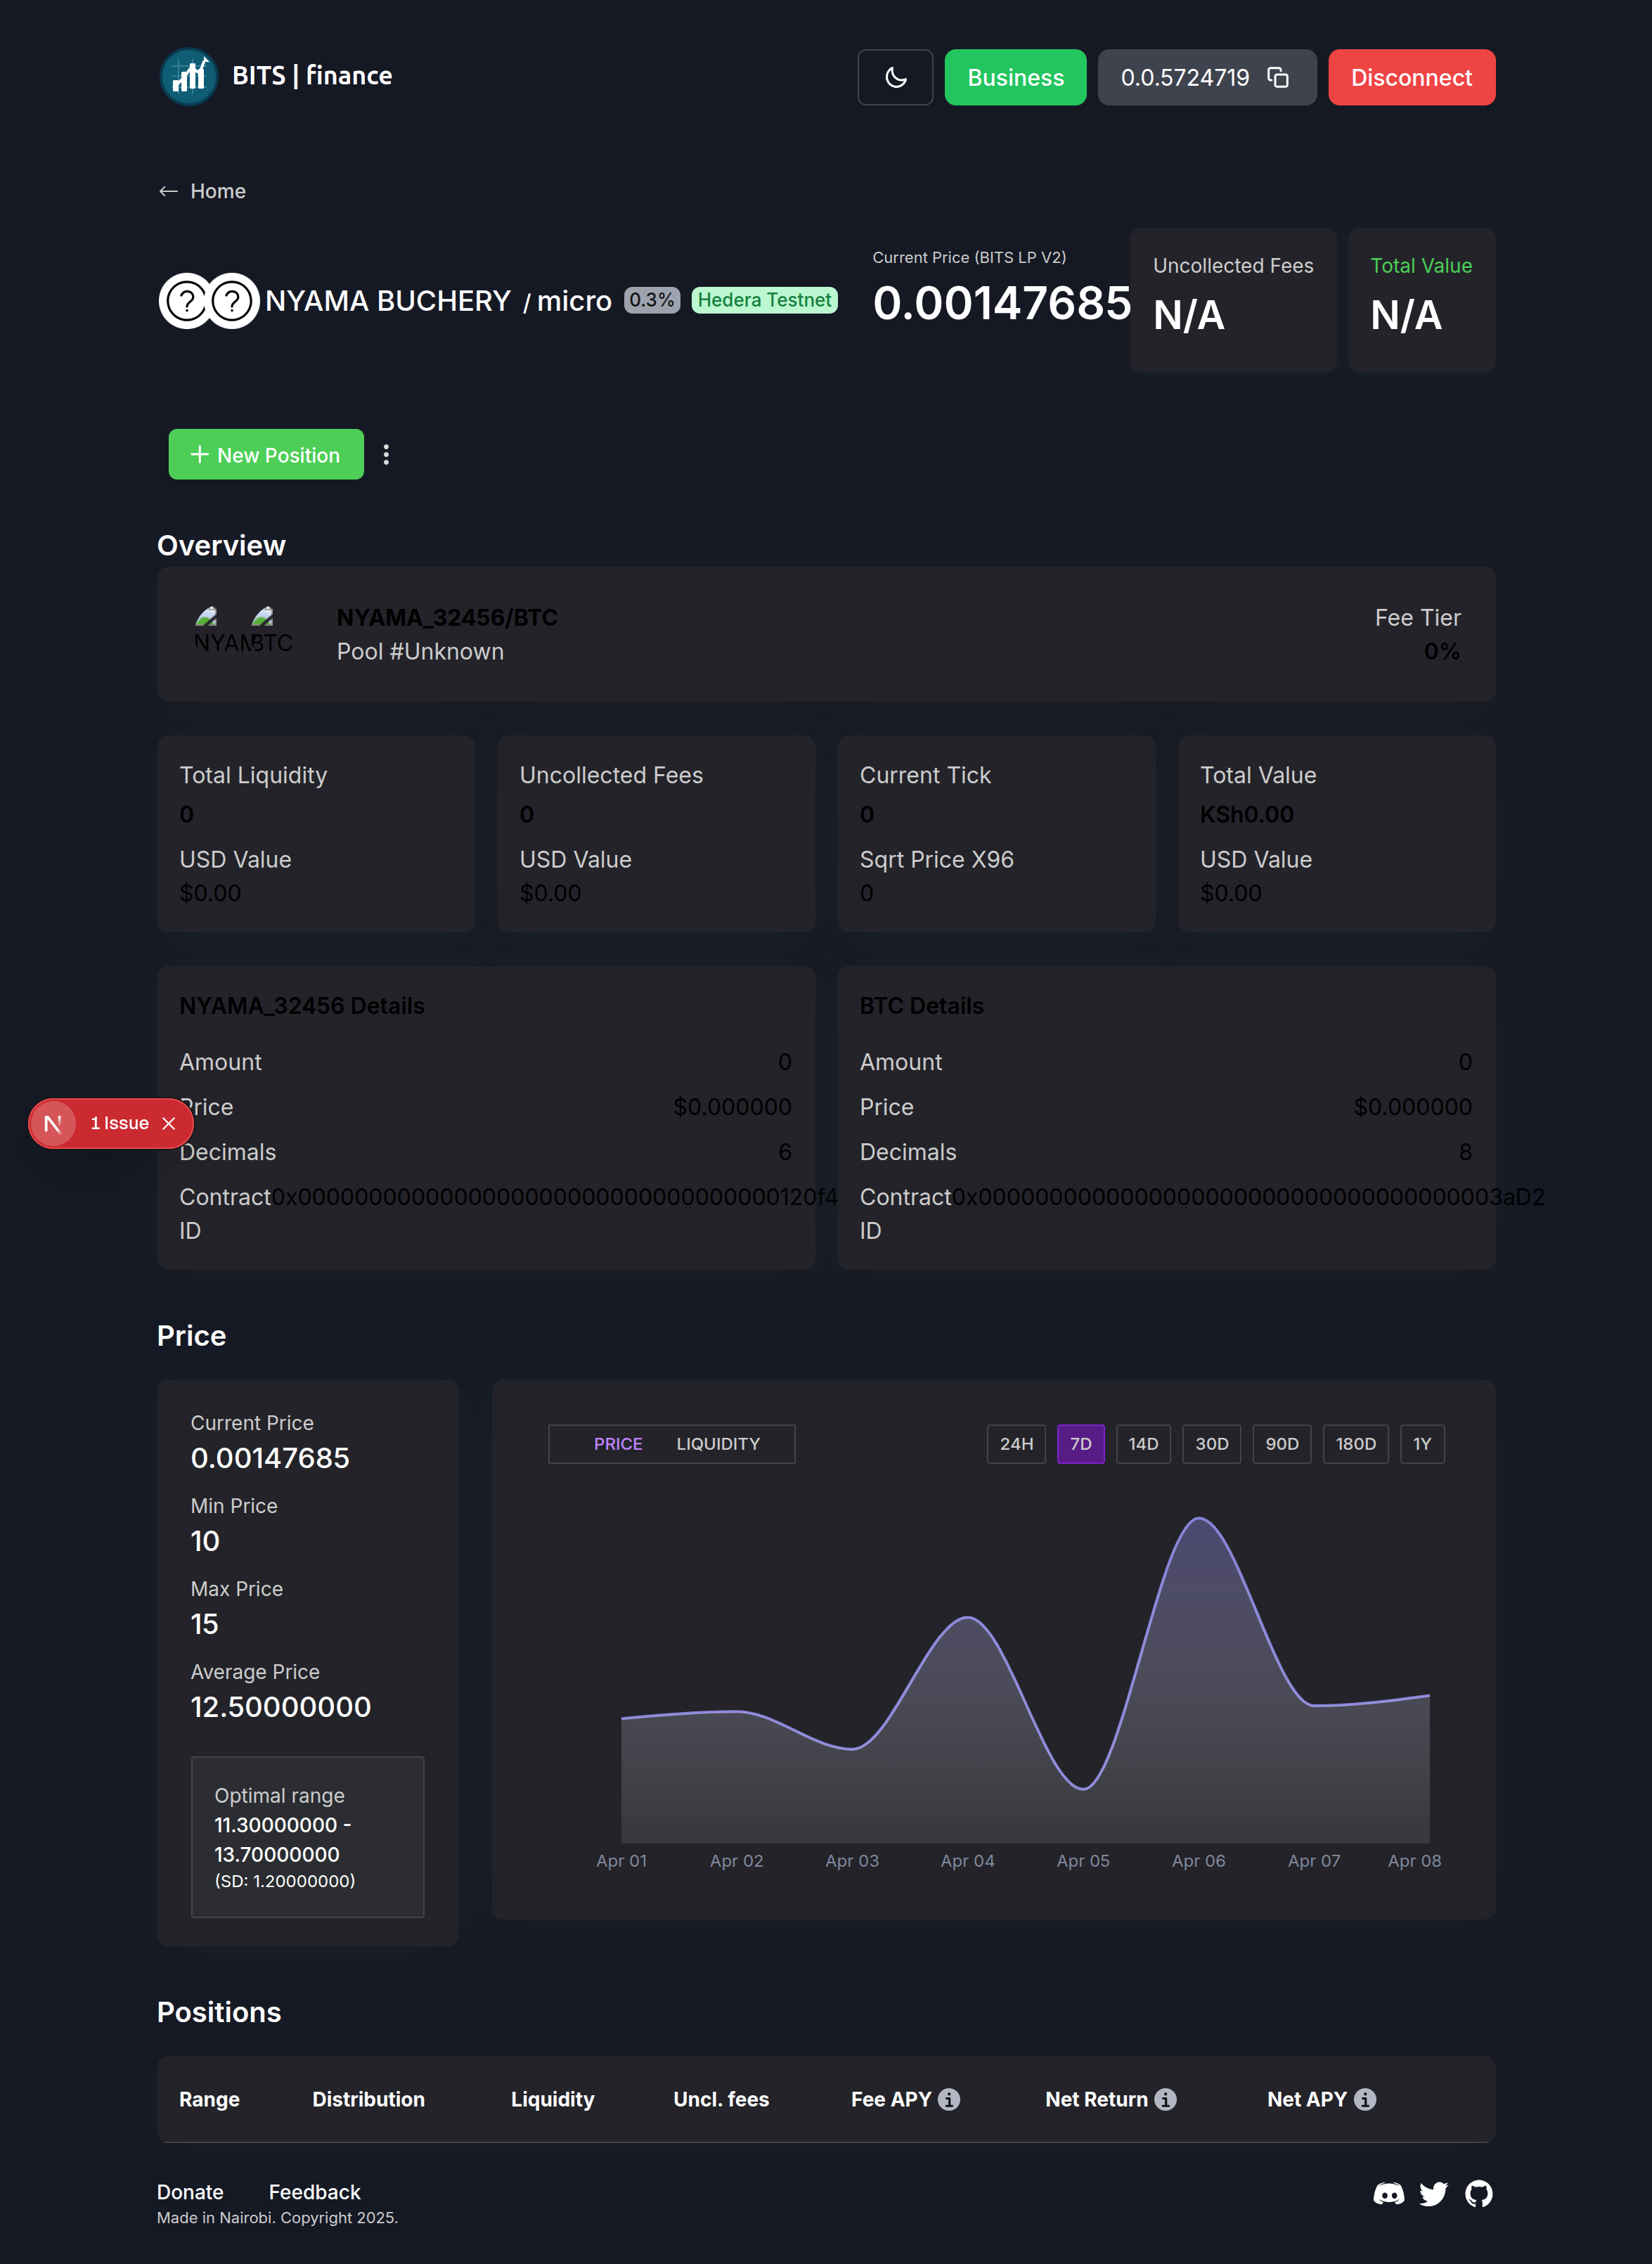 BITS | finance
Business
0.0.5724719
Disconnect
Home
NYAMA BUCHERY / micro 0.3% Hedera Testnet
Current Price (BITS LP V2)
0.00147685
Uncollected Fees
N/A
Total Value
N/A
New Position
Overview
NYAM
BTC
NYAMA_32456/BTC
Pool #Unknown
Fee Tier
0%
Total Liquidity
0
USD Value
$0.00
Uncollected Fees
0
USD Value
$0.00
Current Tick
0
Sqrt Price X96
0
Total Value
KSh0.00
USD Value
$0.00
NYAMA_32456 Details
Amount 0
Price $0.000000
Decimals 6
Contract 0x00000000000000000000000000000000000120f4
ID
BTC Details
Amount 0
Price $0.000000
Decimals 8
Contract 0x0000000000000000000000000000000000003aD2
ID
N 1 Issue
Price
Current Price
0.00147685
Min Price
10
Max Price
15
Average Price
12.50000000
Optimal range
11.30000000 -
13.70000000
(SD: 1.20000000)
PRICE LIQUIDITY
24H 7D 14D 30D 90D 180D 1Y
Apr 01 Apr 02 Apr 03 Apr 04 Apr 05 Apr 06 Apr 07 Apr 08
Positions
Range Distribution Liquidity Uncl. fees Fee APY Net Return Net APY
Donate Feedback
Made in Nairobi. Copyright 2025.